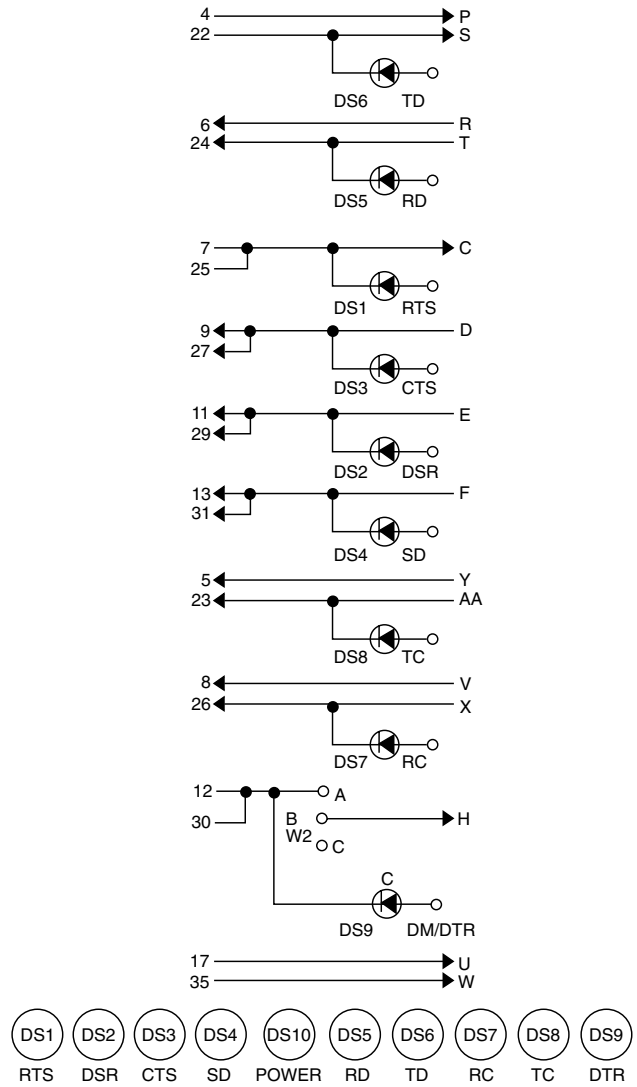 4 P
22 S
DS6 TD
6 R
24 T
DS5 RD
7 C
25
DS1 RTS
9 D
27
DS3 CTS
11 E
29
DS2 DSR
13 F
31
DS4 SD
5 Y
23 AA
DS8 TC
8 V
26 X
DS7 RC
12 A
30 B H
W2 C
C
DS9 DM/DTR
17 U
35 W
DS1 DS2 DS3 DS4 DS10 DS5 DS6 DS7 DS8 DS9
RTS DSR CTS SD POWER RD TD RC TC DTR